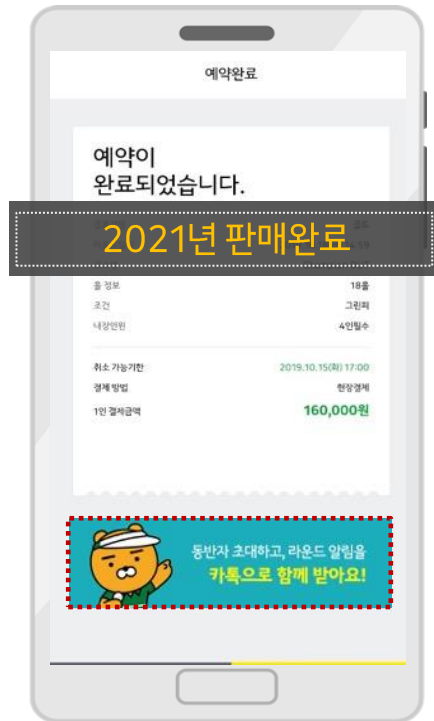 예약완료
예약이
완료되었습니다.
2021년 판매완료
홀 정보 18홀
조건 그린피
내장인원 4인필수
취소 가능기한 2019.10.15(화) 17:00
결제 방법 현장결제
1인 결제금액 160,000원
동반자 초대하고, 라운드 알림을
카톡으로 함께 받아요!